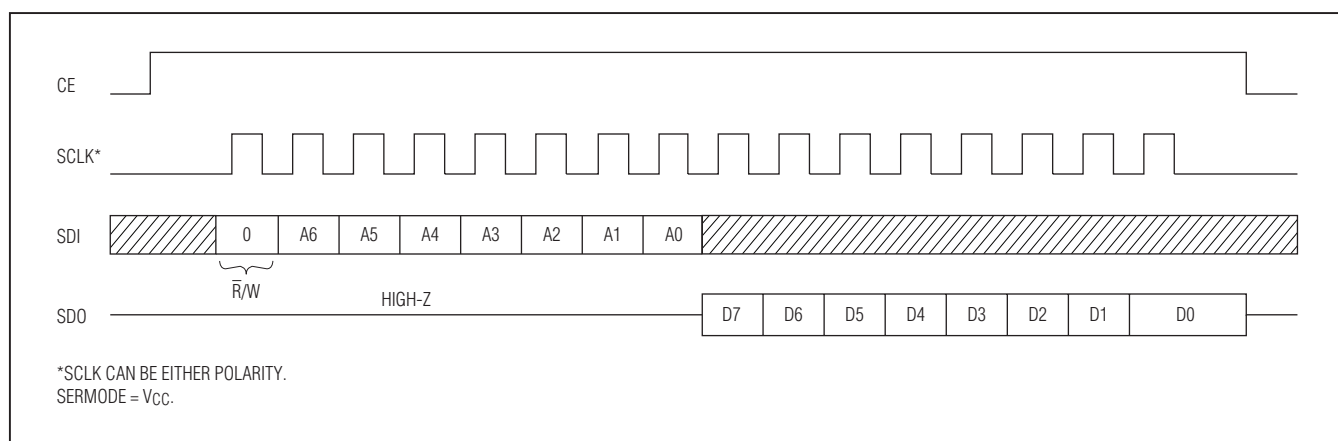 CE
SCLK*
SDI 0 A6 A5 A4 A3 A2 A1 A0
R̅/W
HIGH-Z
SDO D7 D6 D5 D4 D3 D2 D1 D0
*SCLK CAN BE EITHER POLARITY.
SERMODE = VCC.